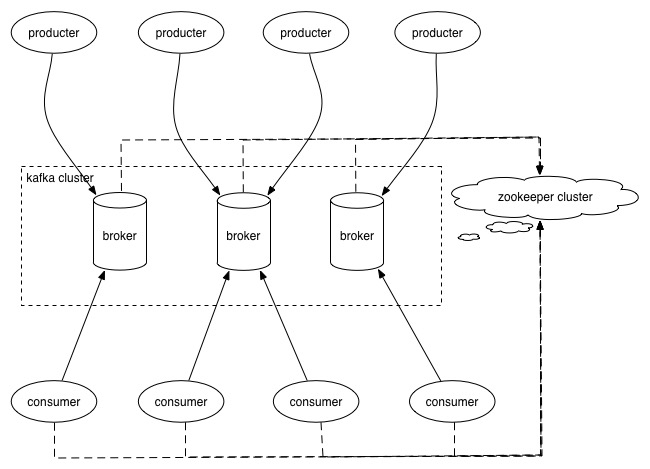 producter
producter
producter
producter
kafka cluster
zookeeper cluster
broker
broker
broker
consumer
consumer
consumer
consumer